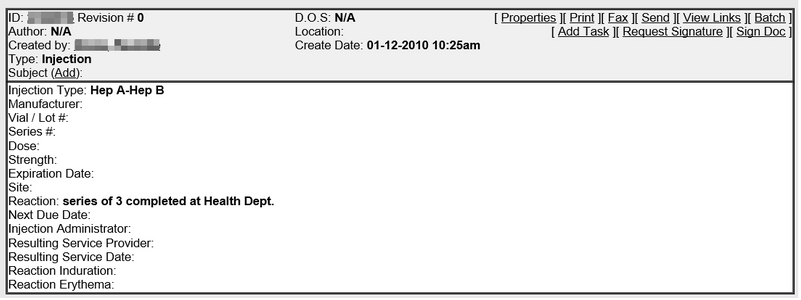 ID: Revision # 0 D.O.S: N/A [ Properties ][ Print ][ Fax ][ Send ][ View Links ][ Batch ]
Author: N/A Location: [ Add Task ][ Request Signature ][ Sign Doc ]
Created by: Create Date: 01-12-2010 10:25am
Type: Injection
Subject (Add):
Injection Type: Hep A-Hep B
Manufacturer:
Vial / Lot #:
Series #:
Dose:
Strength:
Expiration Date:
Site:
Reaction: series of 3 completed at Health Dept.
Next Due Date:
Injection Administrator:
Resulting Service Provider:
Resulting Service Date:
Reaction Induration:
Reaction Erythema: